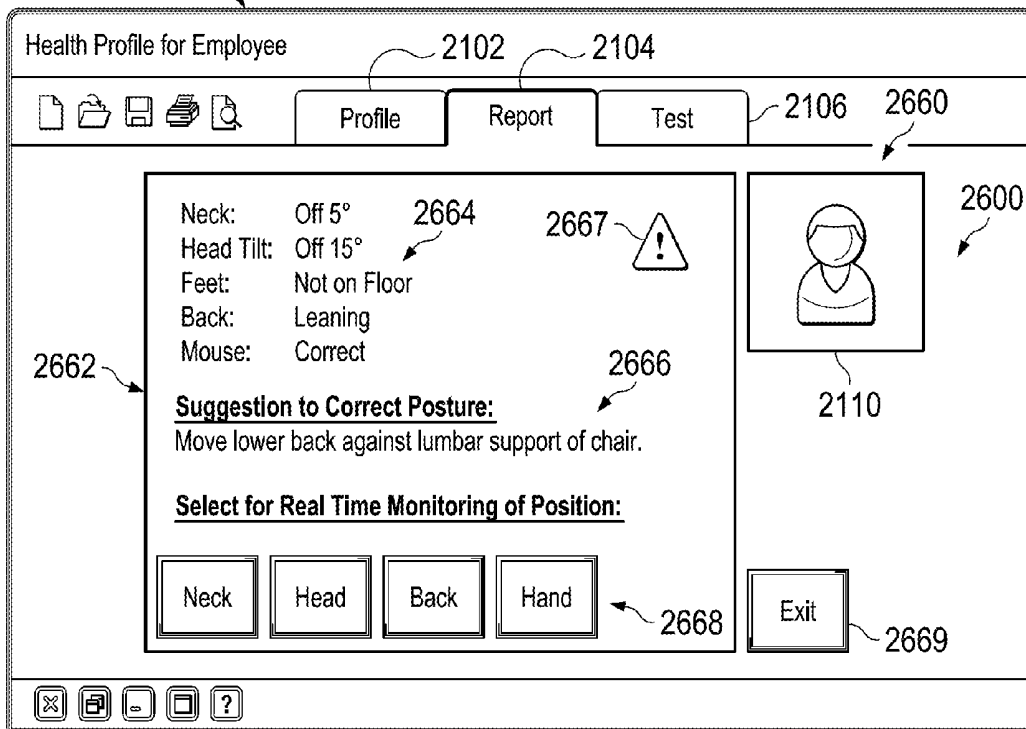 Health Profile for Employee
2102
2104
Profile
Report
Test
2106
2660
2600
Neck: Off 5°
2664
2667
!
Head Tilt: Off 15°
Feet: Not on Floor
Back: Leaning
Mouse: Correct
2662
2666
2110
Suggestion to Correct Posture:
Move lower back against lumbar support of chair.
Select for Real Time Monitoring of Position:
Neck
Head
Back
Hand
2668
Exit
2669
?